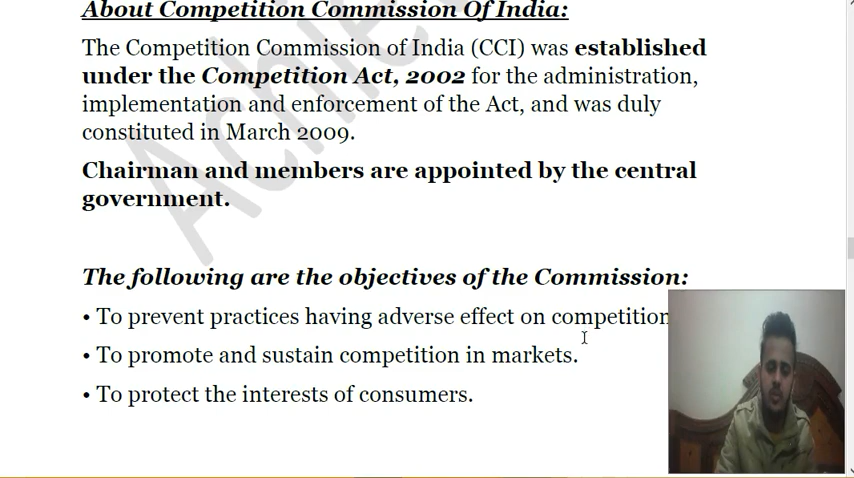 About Competition Commission Of India:
The Competition Commission of India (CCI) was established
under the Competition Act, 2002 for the administration,
implementation and enforcement of the Act, and was duly
constituted in March 2009.
Chairman and members are appointed by the central
government.
The following are the objectives of the Commission:
• To prevent practices having adverse effect on competition
• To promote and sustain competition in markets.
• To protect the interests of consumers.